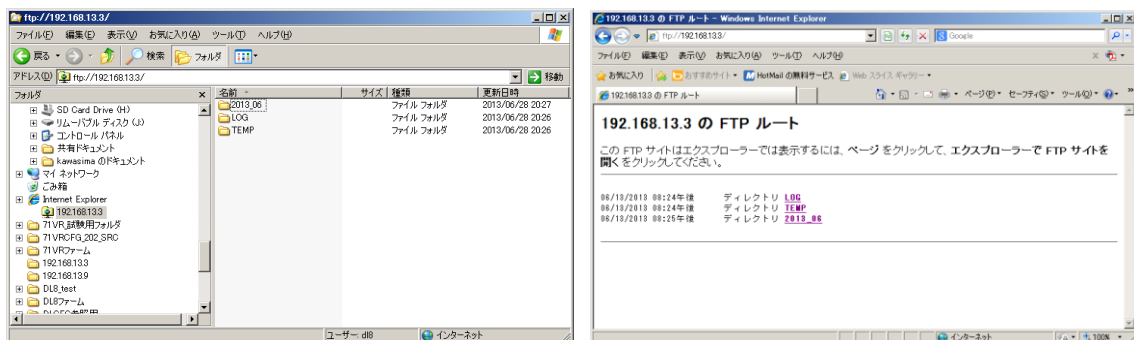 ftp://192.168.13.3/
ファイル(F) 編集(E) 表示(V) お気に入り(A) ツール(T) ヘルプ(H)
戻る 検索 フォルダ
アドレス(D) ftp://192.168.13.3/ 移動
フォルダ ×
SD Card Drive (H)
リムーバブル ディスク (J)
コントロール パネル
共有ドキュメント
kawasima のドキュメント
マイ ネットワーク
ごみ箱
Internet Explorer
192.168.13.3
71VR_試験用フォルダ
71VRCFG_202_SRC
71VRファーム
192.168.13.3
192.168.13.9
DL8_test
DL8ファーム
名前 サイズ 種類 更新日時
2013_06 ファイル フォルダ 2013/06/28 20:27
LOG ファイル フォルダ 2013/06/28 20:26
TEMP ファイル フォルダ 2013/06/28 20:26
ユーザー: dl8 インターネット
192.168.13.3 の FTP ルート - Windows Internet Explorer
ftp://192.168.13.3/ Google
ファイル(F) 編集(E) 表示(V) お気に入り(A) ツール(T) ヘルプ(H)
お気に入り おすすめサイト HotMail の無料サービス Web スライス ギャラリー
192.168.13.3 の FTP ルート ページ(P) セーフティ(S) ツール(O)
192.168.13.3 の FTP ルート
この FTP サイトはエクスプローラーでは表示するには、ページ をクリックして、エクスプローラーで FTP サイトを
開く をクリックしてください。
06/13/2013 08:24午後 ディレクトリ LOG
06/13/2013 08:24午後 ディレクトリ TEMP
06/13/2013 08:25午後 ディレクトリ 2013_06
インターネット 100%